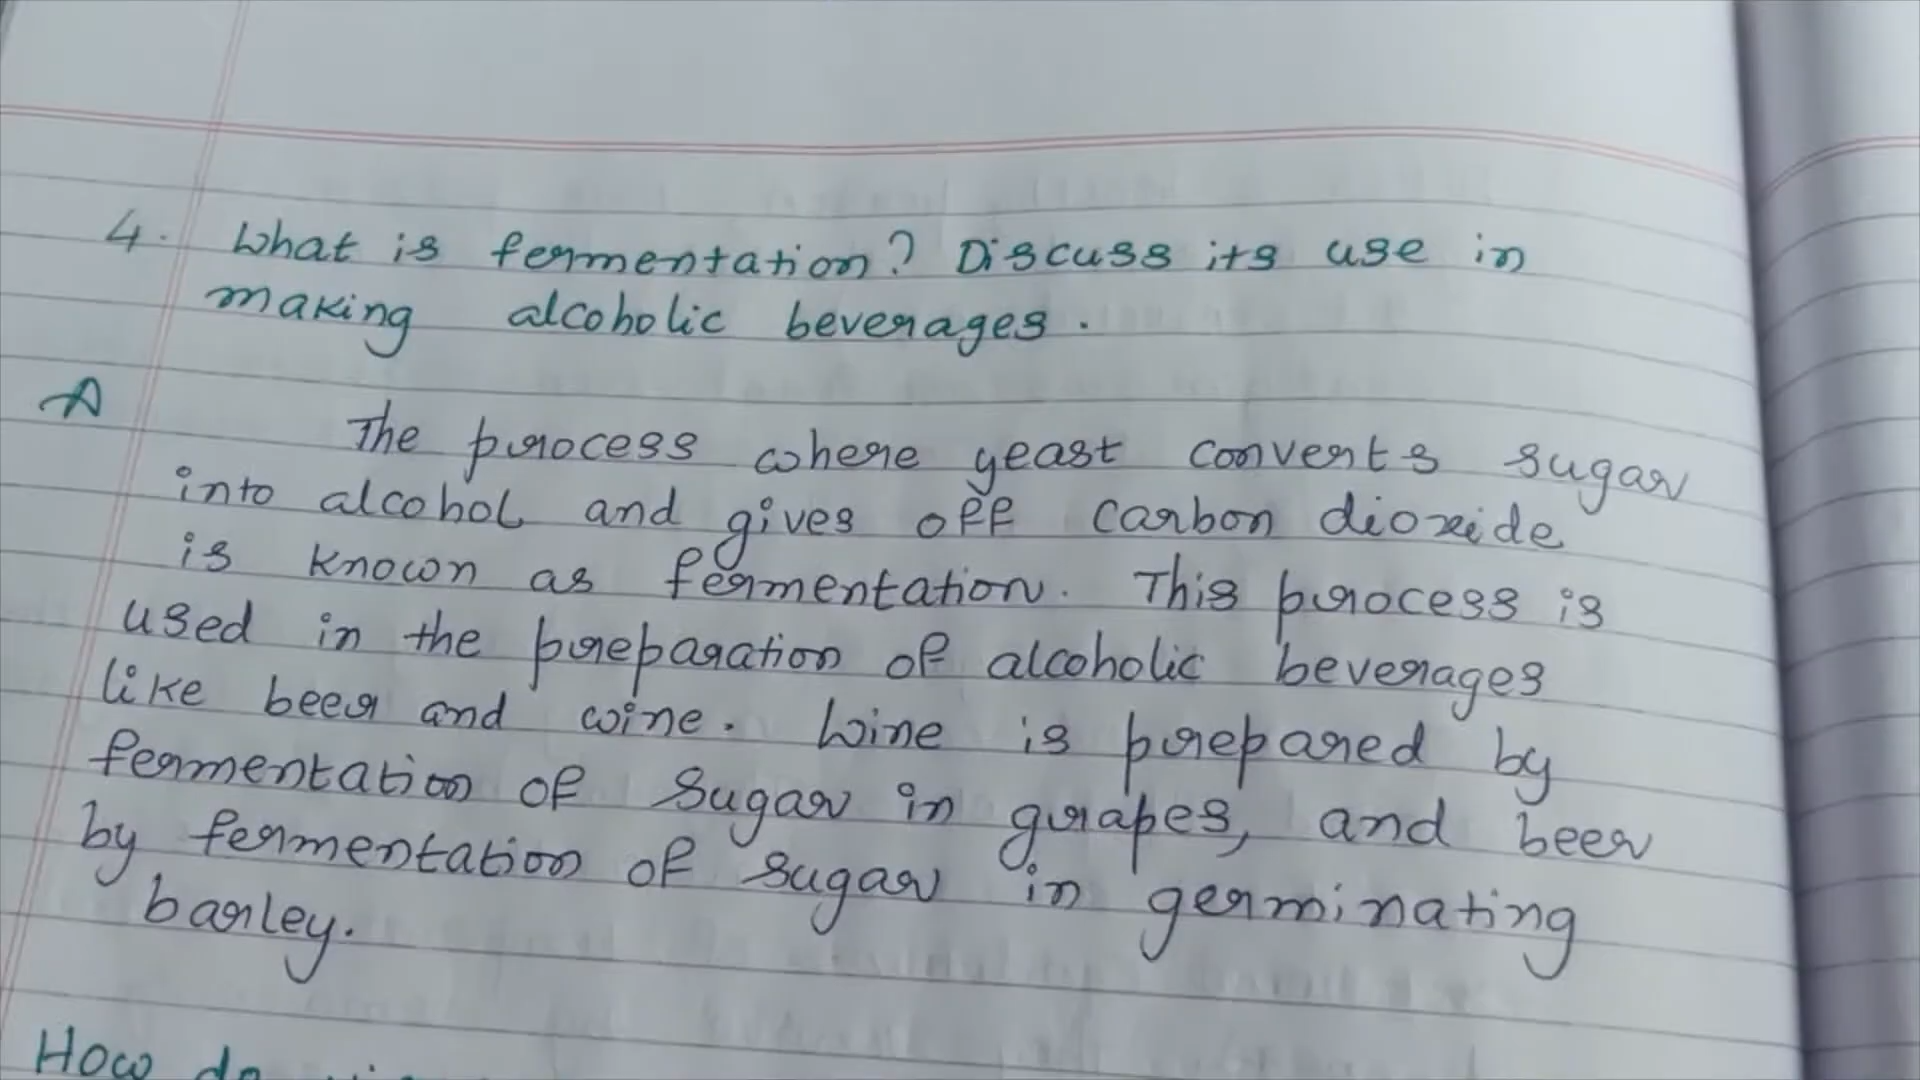 4. What is fermentation? Discuss its use in
making alcoholic beverages.
A
The process where yeast converts sugar
into alcohol and gives off carbon dioxide
is known as fermentation. This process is
used in the preparation of alcoholic beverages
like beer and wine. Wine is prepared by
fermentation of sugar in grapes, and beer
by fermentation of sugar in germinating
barley.
How do